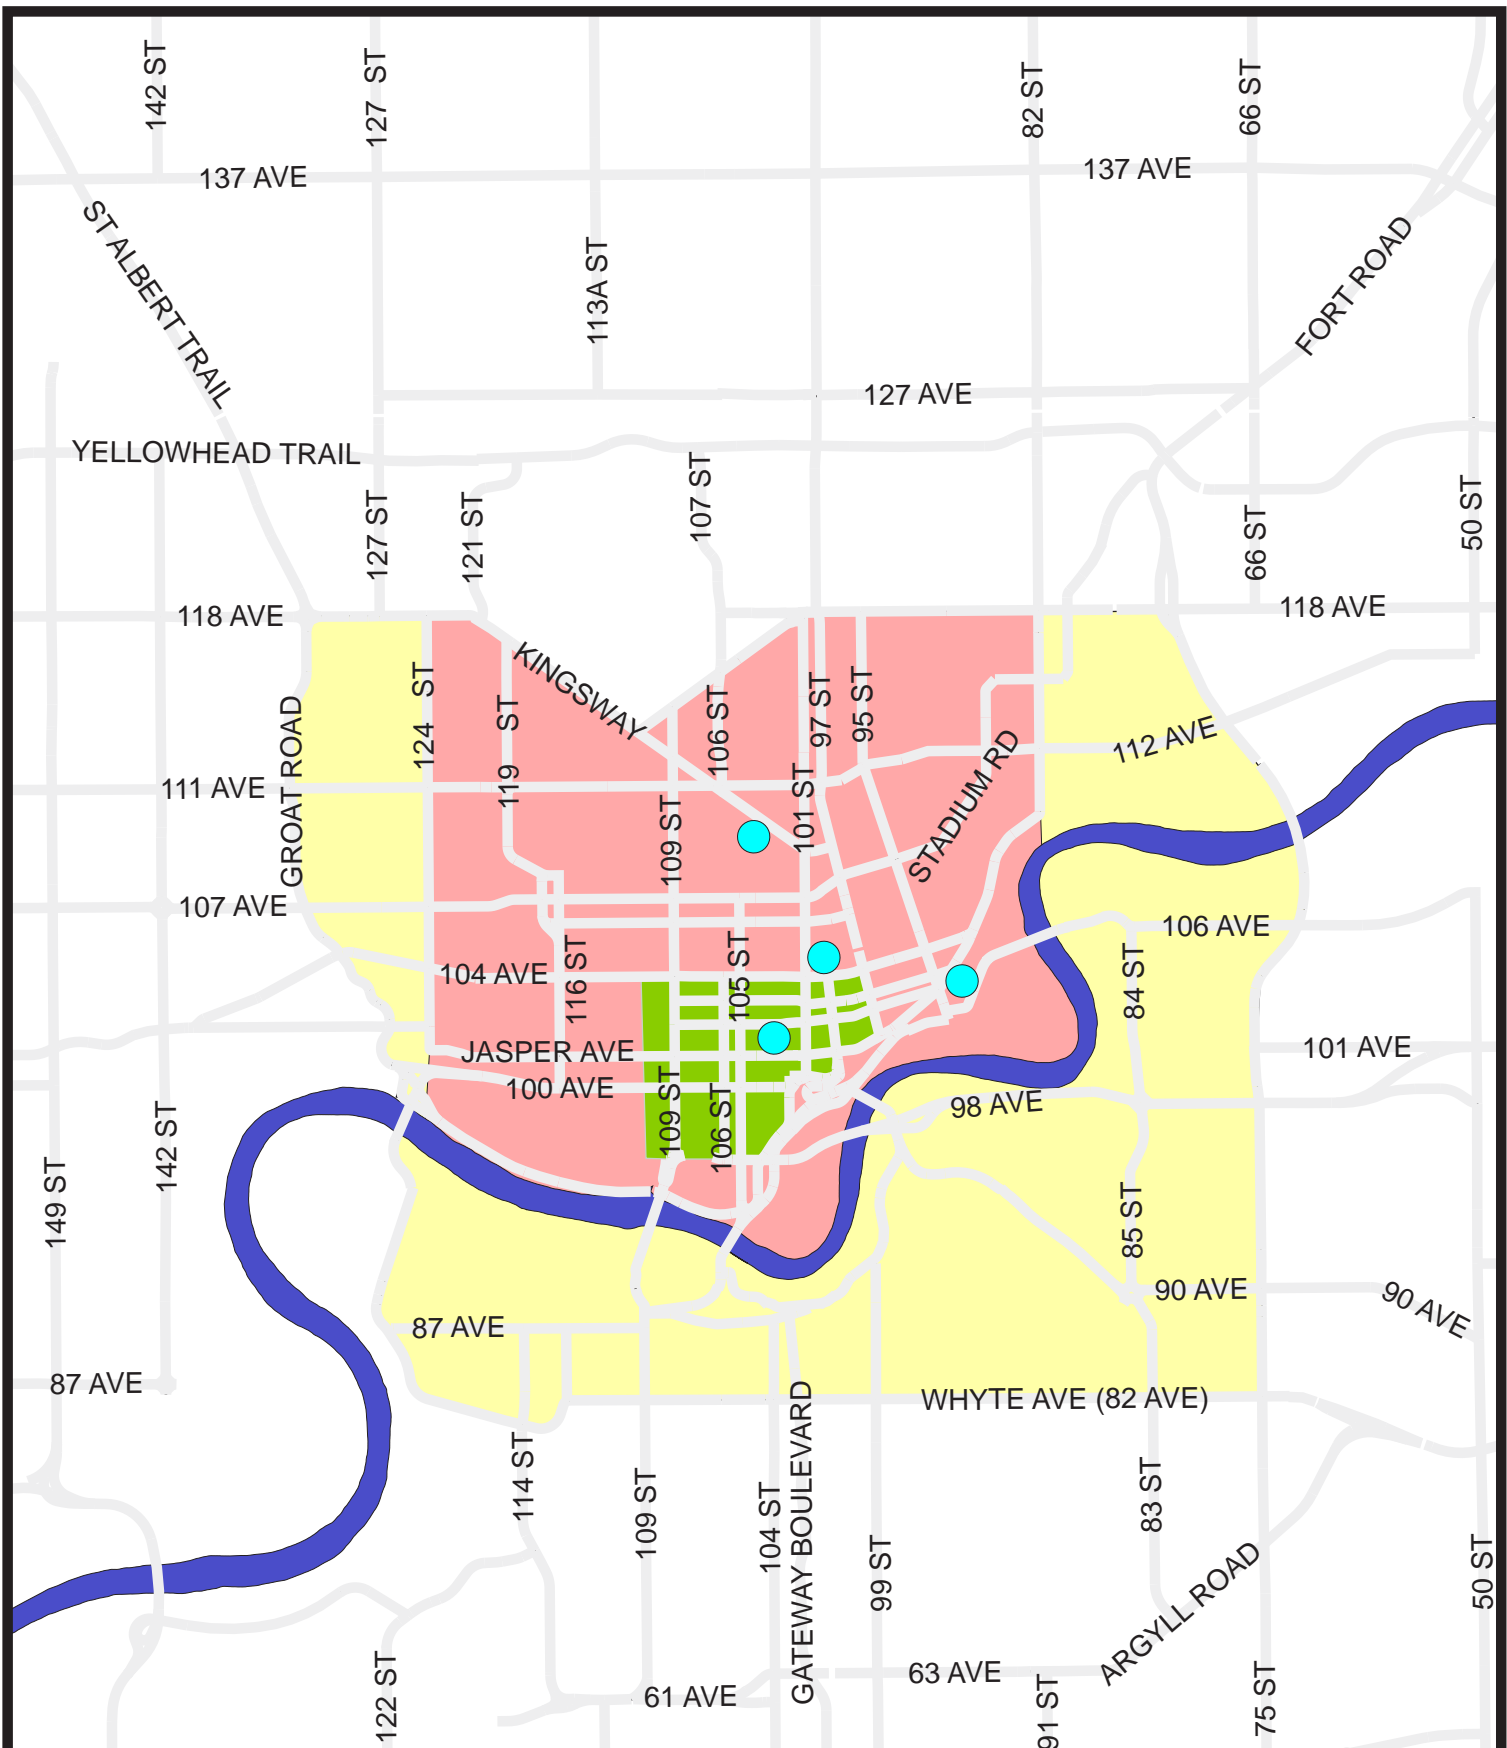 142 ST
127 ST
82 ST
66 ST
137 AVE
137 AVE
ST ALBERT TRAIL
113A ST
FORT ROAD
127 AVE
YELLOWHEAD TRAIL
107 ST
127 ST
121 ST
66 ST
50 ST
118 AVE
118 AVE
KINGSWAY
124 ST
119 ST
106 ST
97 ST
95 ST
GROAT ROAD
112 AVE
STADIUM RD
111 AVE
109 ST
101 ST
107 AVE
106 AVE
104 AVE
116 ST
105 ST
84 ST
JASPER AVE
101 AVE
100 AVE
109 ST
106 ST
98 AVE
149 ST
142 ST
85 ST
90 AVE
90 AVE
87 AVE
87 AVE
WHYTE AVE (82 AVE)
114 ST
109 ST
104 ST
GATEWAY BOULEVARD
99 ST
83 ST
50 ST
ARGYLL ROAD
122 ST
61 AVE
63 AVE
91 ST
75 ST